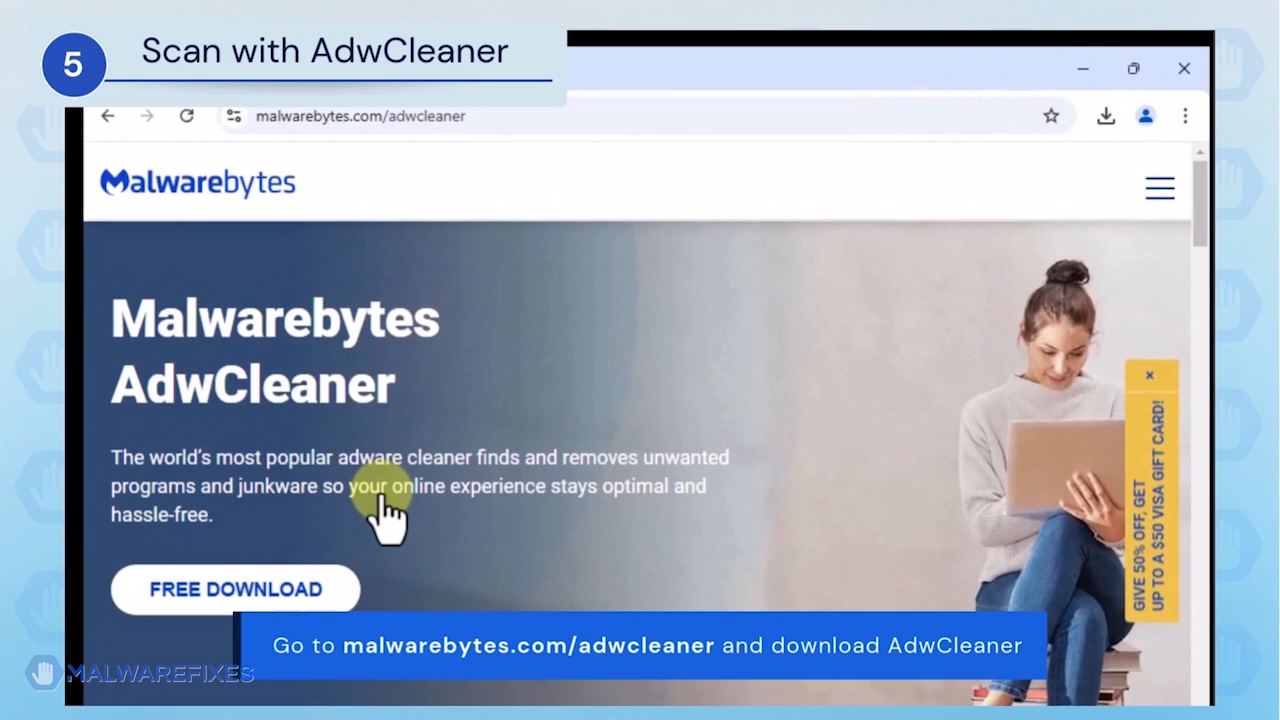 5
Scan with AdwCleaner
malwarebytes.com/adwcleaner
Malwarebytes
Malwarebytes
AdwCleaner
The world's most popular adware cleaner finds and removes unwanted
programs and junkware so your online experience stays optimal and
hassle-free.
FREE DOWNLOAD
GIVE 50% OFF, GET
UP TO A $50 VISA GIFT CARD!
Go to malwarebytes.com/adwcleaner and download AdwCleaner
MALWAREFIXES